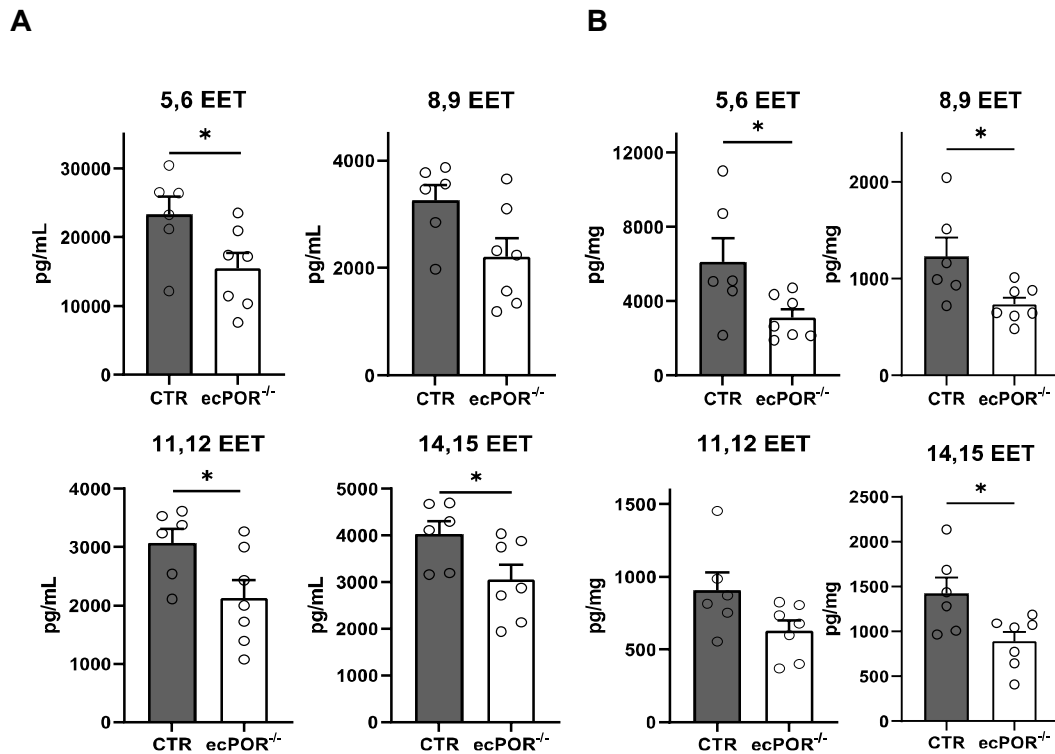 A
B
5,6 EET
*
pg/mL
30000
20000
10000
0
CTR ecPOR-/-
8,9 EET
pg/mL
4000
2000
0
CTR ecPOR-/-
5,6 EET
*
pg/mg
12000
8000
4000
0
CTR ecPOR-/-
8,9 EET
*
pg/mg
2000
1000
0
CTR ecPOR-/-
11,12 EET
*
pg/mL
4000
3000
2000
1000
0
CTR ecPOR-/-
14,15 EET
*
pg/mL
5000
4000
3000
2000
1000
0
CTR ecPOR-/-
11,12 EET
pg/mg
1500
1000
500
0
CTR ecPOR-/-
14,15 EET
*
pg/mg
2500
2000
1500
1000
500
0
CTR ecPOR-/-